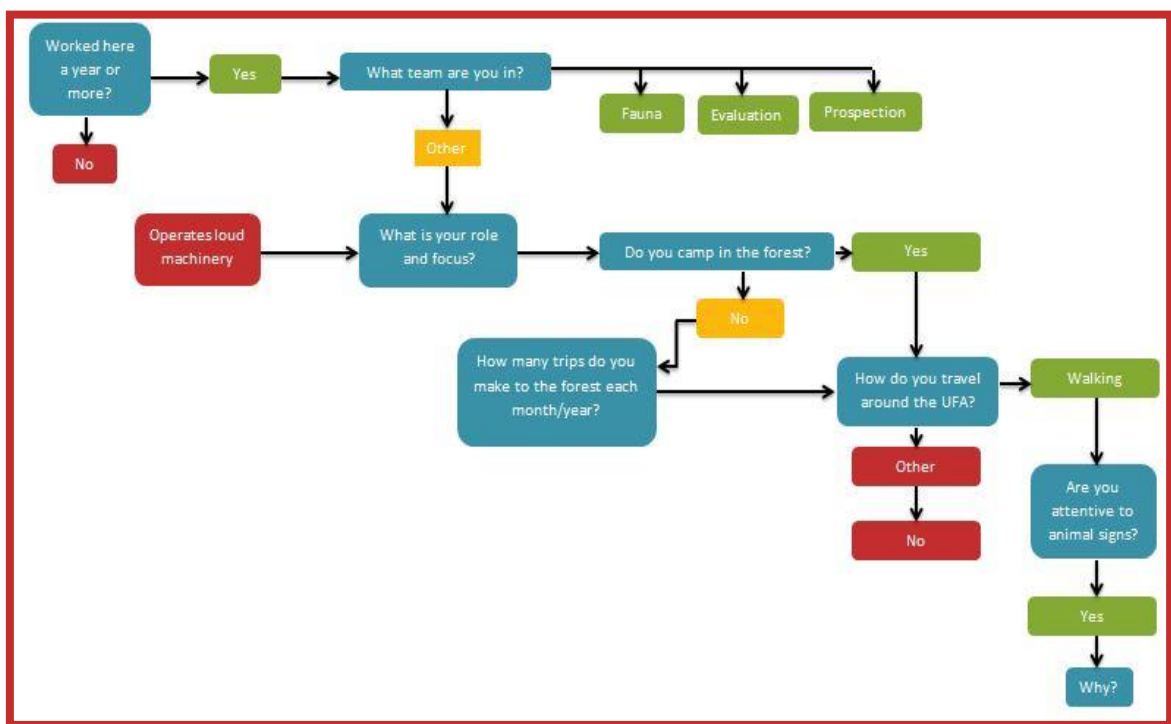 Worked here
a year or
more?
Yes
What team are you in?
Fauna
Evaluation
Prospection
No
Other
Operates loud
machinery
What is your role
and focus?
Do you camp in the forest?
Yes
No
How many trips do you
make to the forest each
month/year?
How do you travel
around the UFA?
Walking
Other
No
Are you
attentive to
animal signs?
Yes
Why?